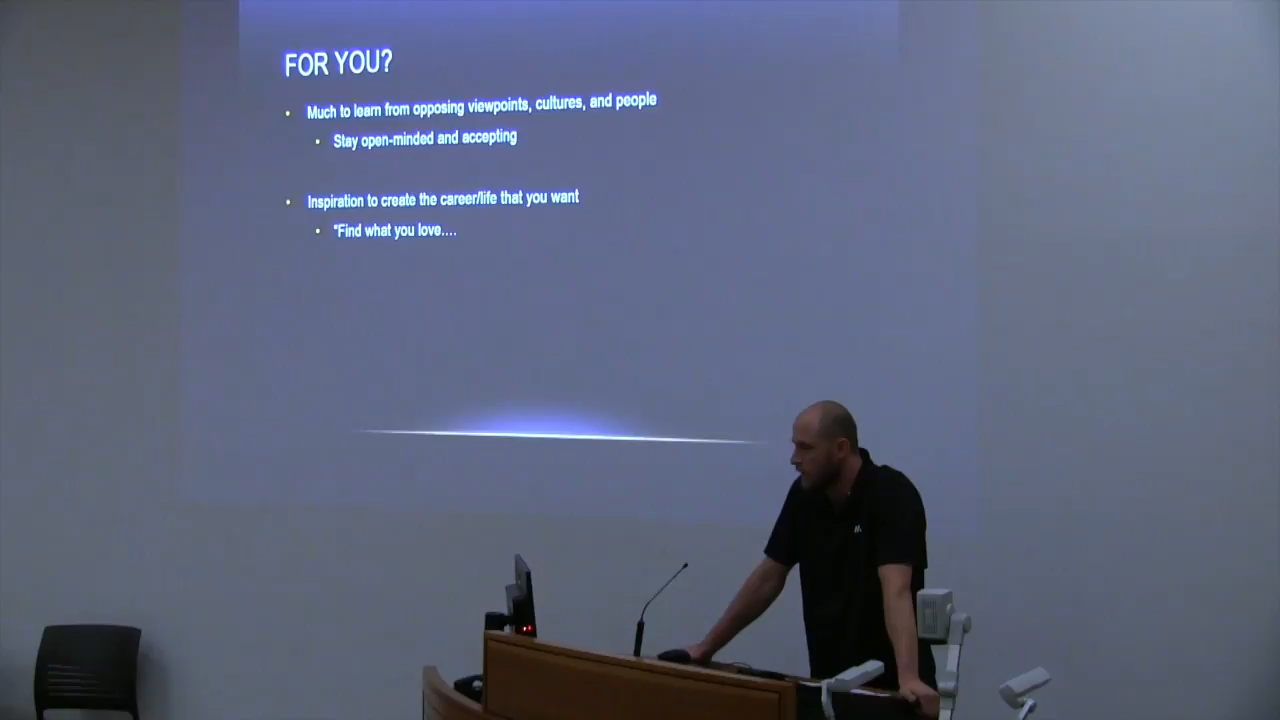 FOR YOU?
• Much to learn from opposing viewpoints, cultures, and people
• Stay open-minded and accepting
• Inspiration to create the career/life that you want
• "Find what you love....